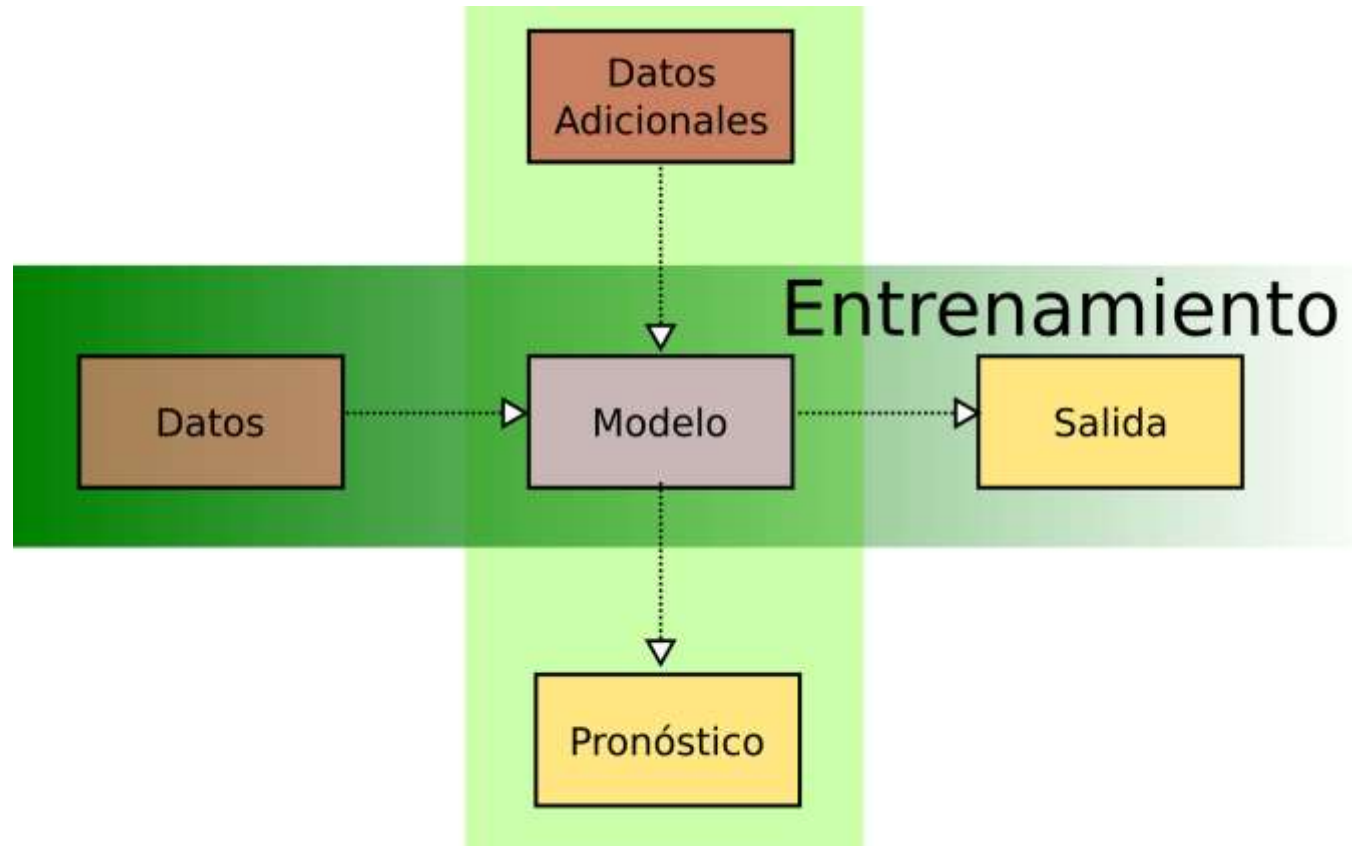 Datos
Adicionales
Entrenamiento
Datos
Modelo
Salida
Pronóstico